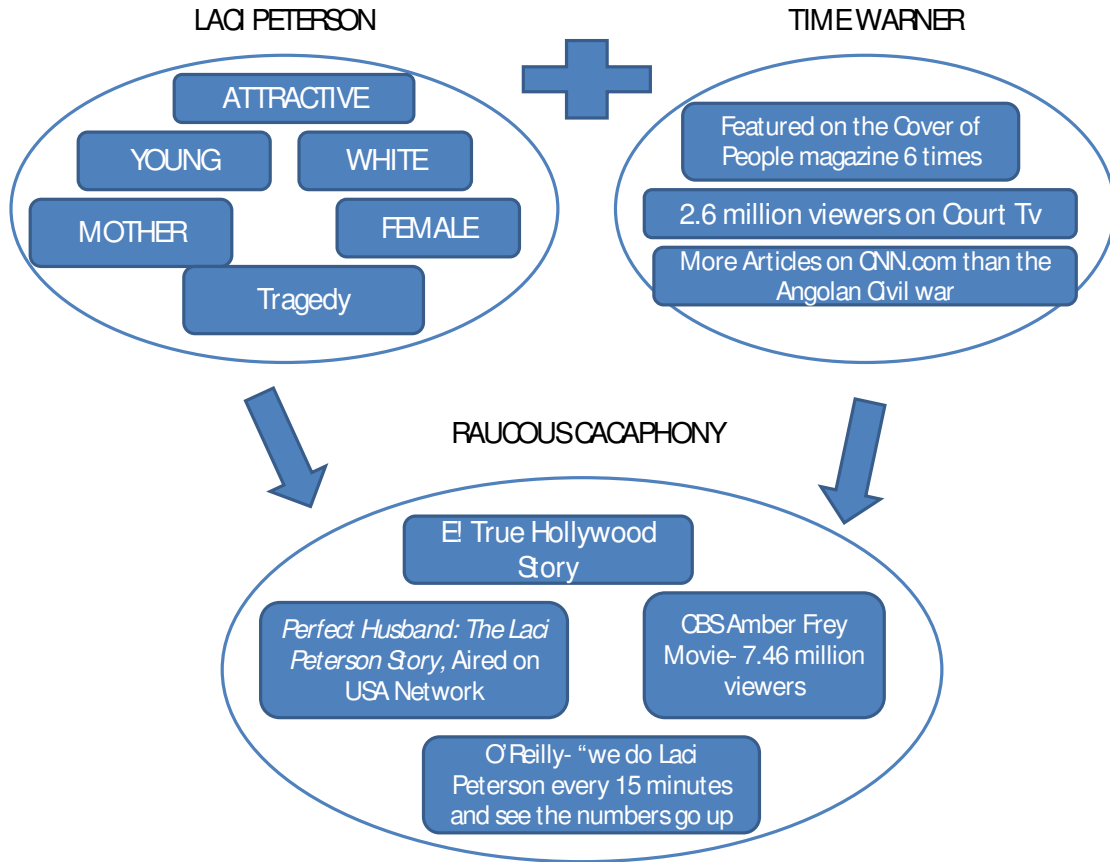 LACI PETERSON
TIME WARNER
ATTRACTIVE
YOUNG
WHITE
MOTHER
FEMALE
Tragedy
Featured on the Cover of
People magazine 6 times
2.6 million viewers on Court Tv
More Articles on CNN.com than the
Angolan Civil war
RAUCOUS CACAPHONY
E! True Hollywood
Story
Perfect Husband: The Laci
Peterson Story, Aired on
USA Network
CBS Amber Frey
Movie- 7.46 million
viewers
O'Reilly- “we do Laci
Peterson every 15 minutes
and see the numbers go up